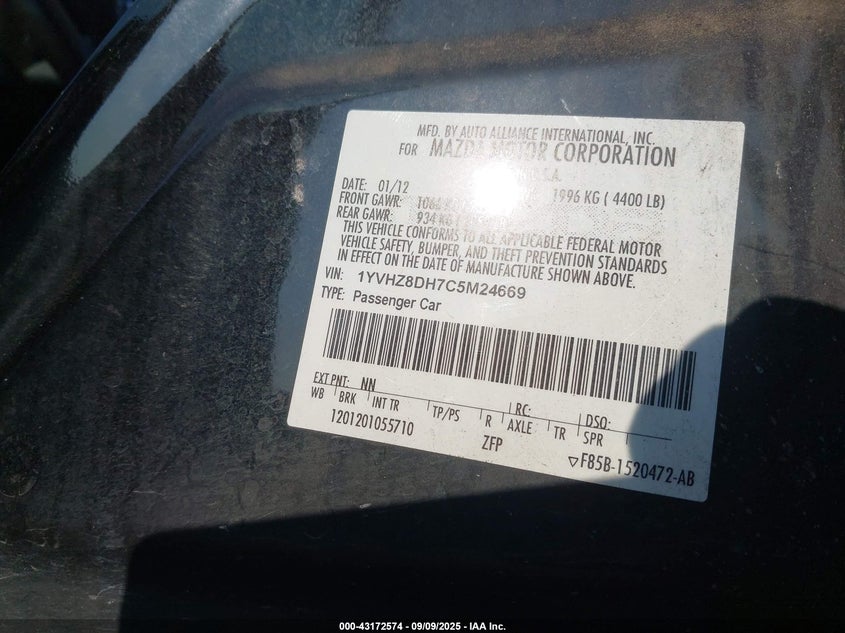 MFD. BY AUTO ALLIANCE INTERNATIONAL, INC.
FOR MAZDA MOTOR CORPORATION
DATE: 01/12
FRONT GAWR: 1996 KG ( 4400 LB)
REAR GAWR: 934 KG
THIS VEHICLE CONFORMS TO ALL APPLICABLE FEDERAL MOTOR
VEHICLE SAFETY, BUMPER, AND THEFT PREVENTION STANDARDS
IN EFFECT ON THE DATE OF MANUFACTURE SHOWN ABOVE.
VIN: 1YVHZ8DH7C5M24669
TYPE: Passenger Car
EXT PNT: NN RC: DSO:
WB BRK INT TR TP/PS R AXLE TR SPR
1201201055710 ZFP
▽F85B-1520472-AB
000-43172574 - 09/09/2025 - IAA Inc.